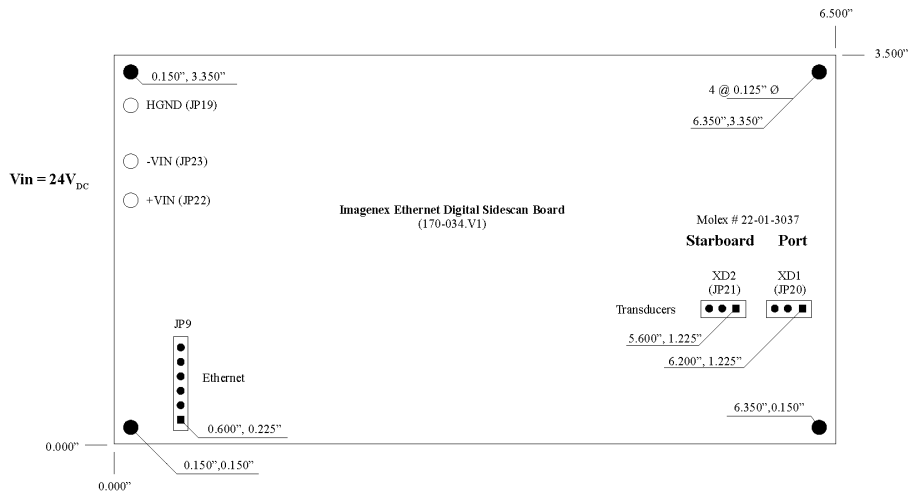 6.500”
3.500”
0.150”, 3.350”
4 @ 0.125” Ø
HGND (JP19)
6.350”,3.350”
-VIN (JP23)
Vin = 24VDC
+VIN (JP22)
Imagenex Ethernet Digital Sidescan Board
(170-034.V1)
Molex # 22-01-3037
Starboard Port
XD2 XD1
(JP21) (JP20)
Transducers
JP9
5.600”, 1.225”
6.200”, 1.225”
Ethernet
6.350”,0.150”
0.600”, 0.225”
0.000”
0.150”,0.150”
0.000”